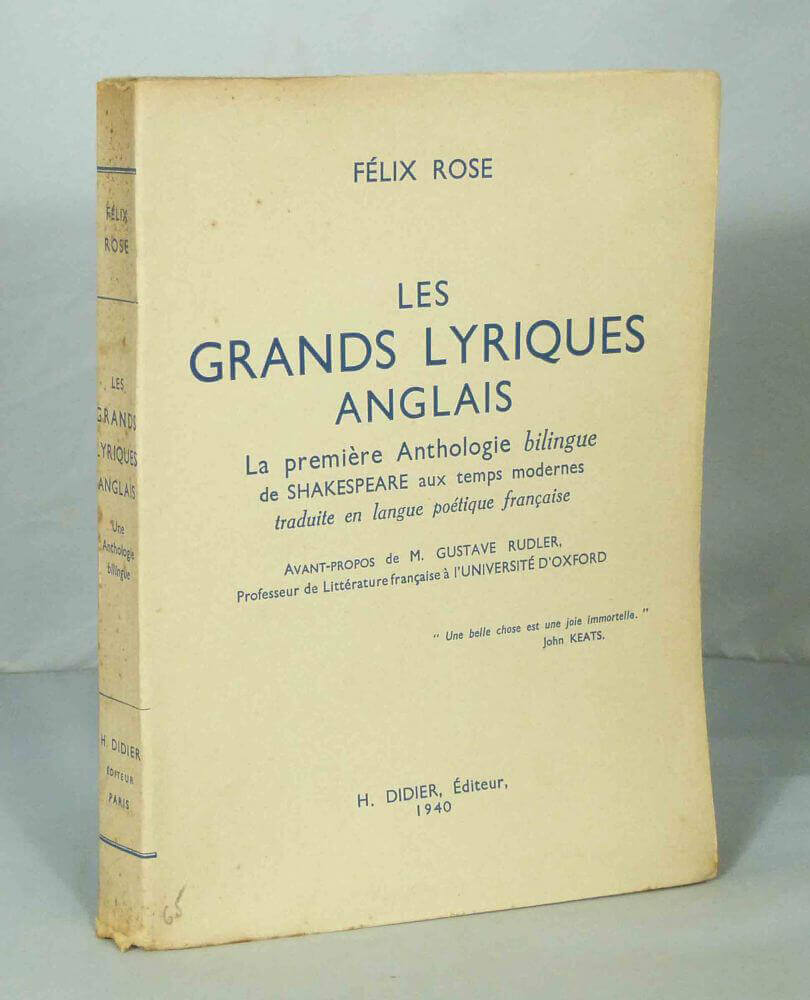 FÉLIX ROSE
LES
GRANDS LYRIQUES
ANGLAIS
La première Anthologie bilingue
de SHAKESPEARE aux temps modernes
traduite en langue poétique française
AVANT-PROPOS de M. GUSTAVE RUDLER,
Professeur de Littérature française à l'UNIVERSITÉ D'OXFORD
" Une belle chose est une joie immortelle. "
John KEATS.
H. DIDIER, Éditeur,
1940
FÉLIX
ROSE
LES
GRANDS
LYRIQUES
ANGLAIS
Une
Anthologie
bilingue
H. DIDIER
ÉDITEUR
PARIS
65